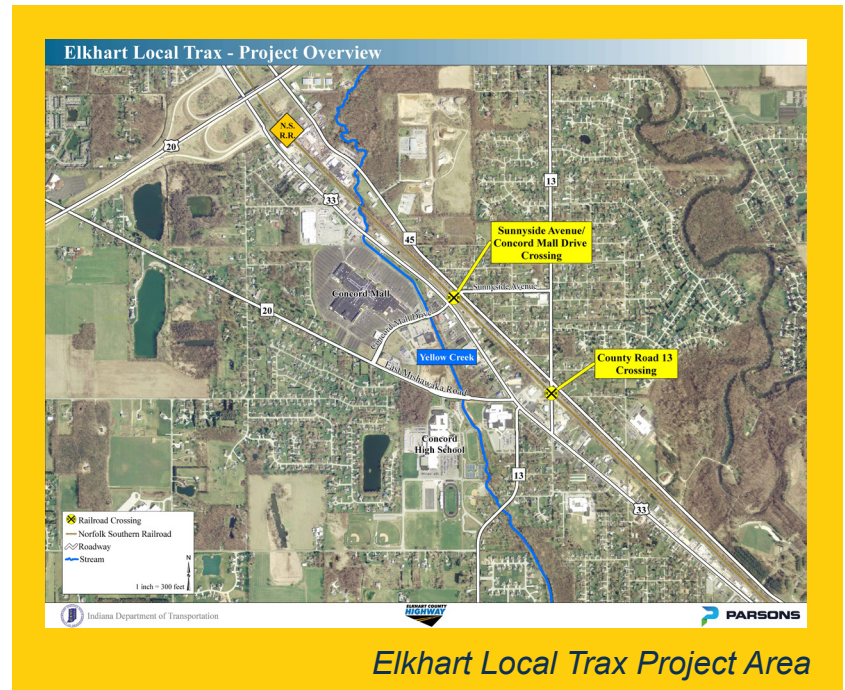 Elkhart Local Trax - Project Overview
N.S.
R.R.
20
33
45
13
Sunnyside Avenue/
Concord Mall Drive
Crossing
Sunnyside Avenue
Concord Mall
Concord Mall Drive
20
Yellow Creek
East Mishawaka Road
County Road 13
Crossing
Concord
High School
13
33
Railroad Crossing
Norfolk Southern Railroad
Roadway
Stream
N
1 inch = 300 feet
Indiana Department of Transportation
ELKHART COUNTY
HIGHWAY
PARSONS
Elkhart Local Trax Project Area